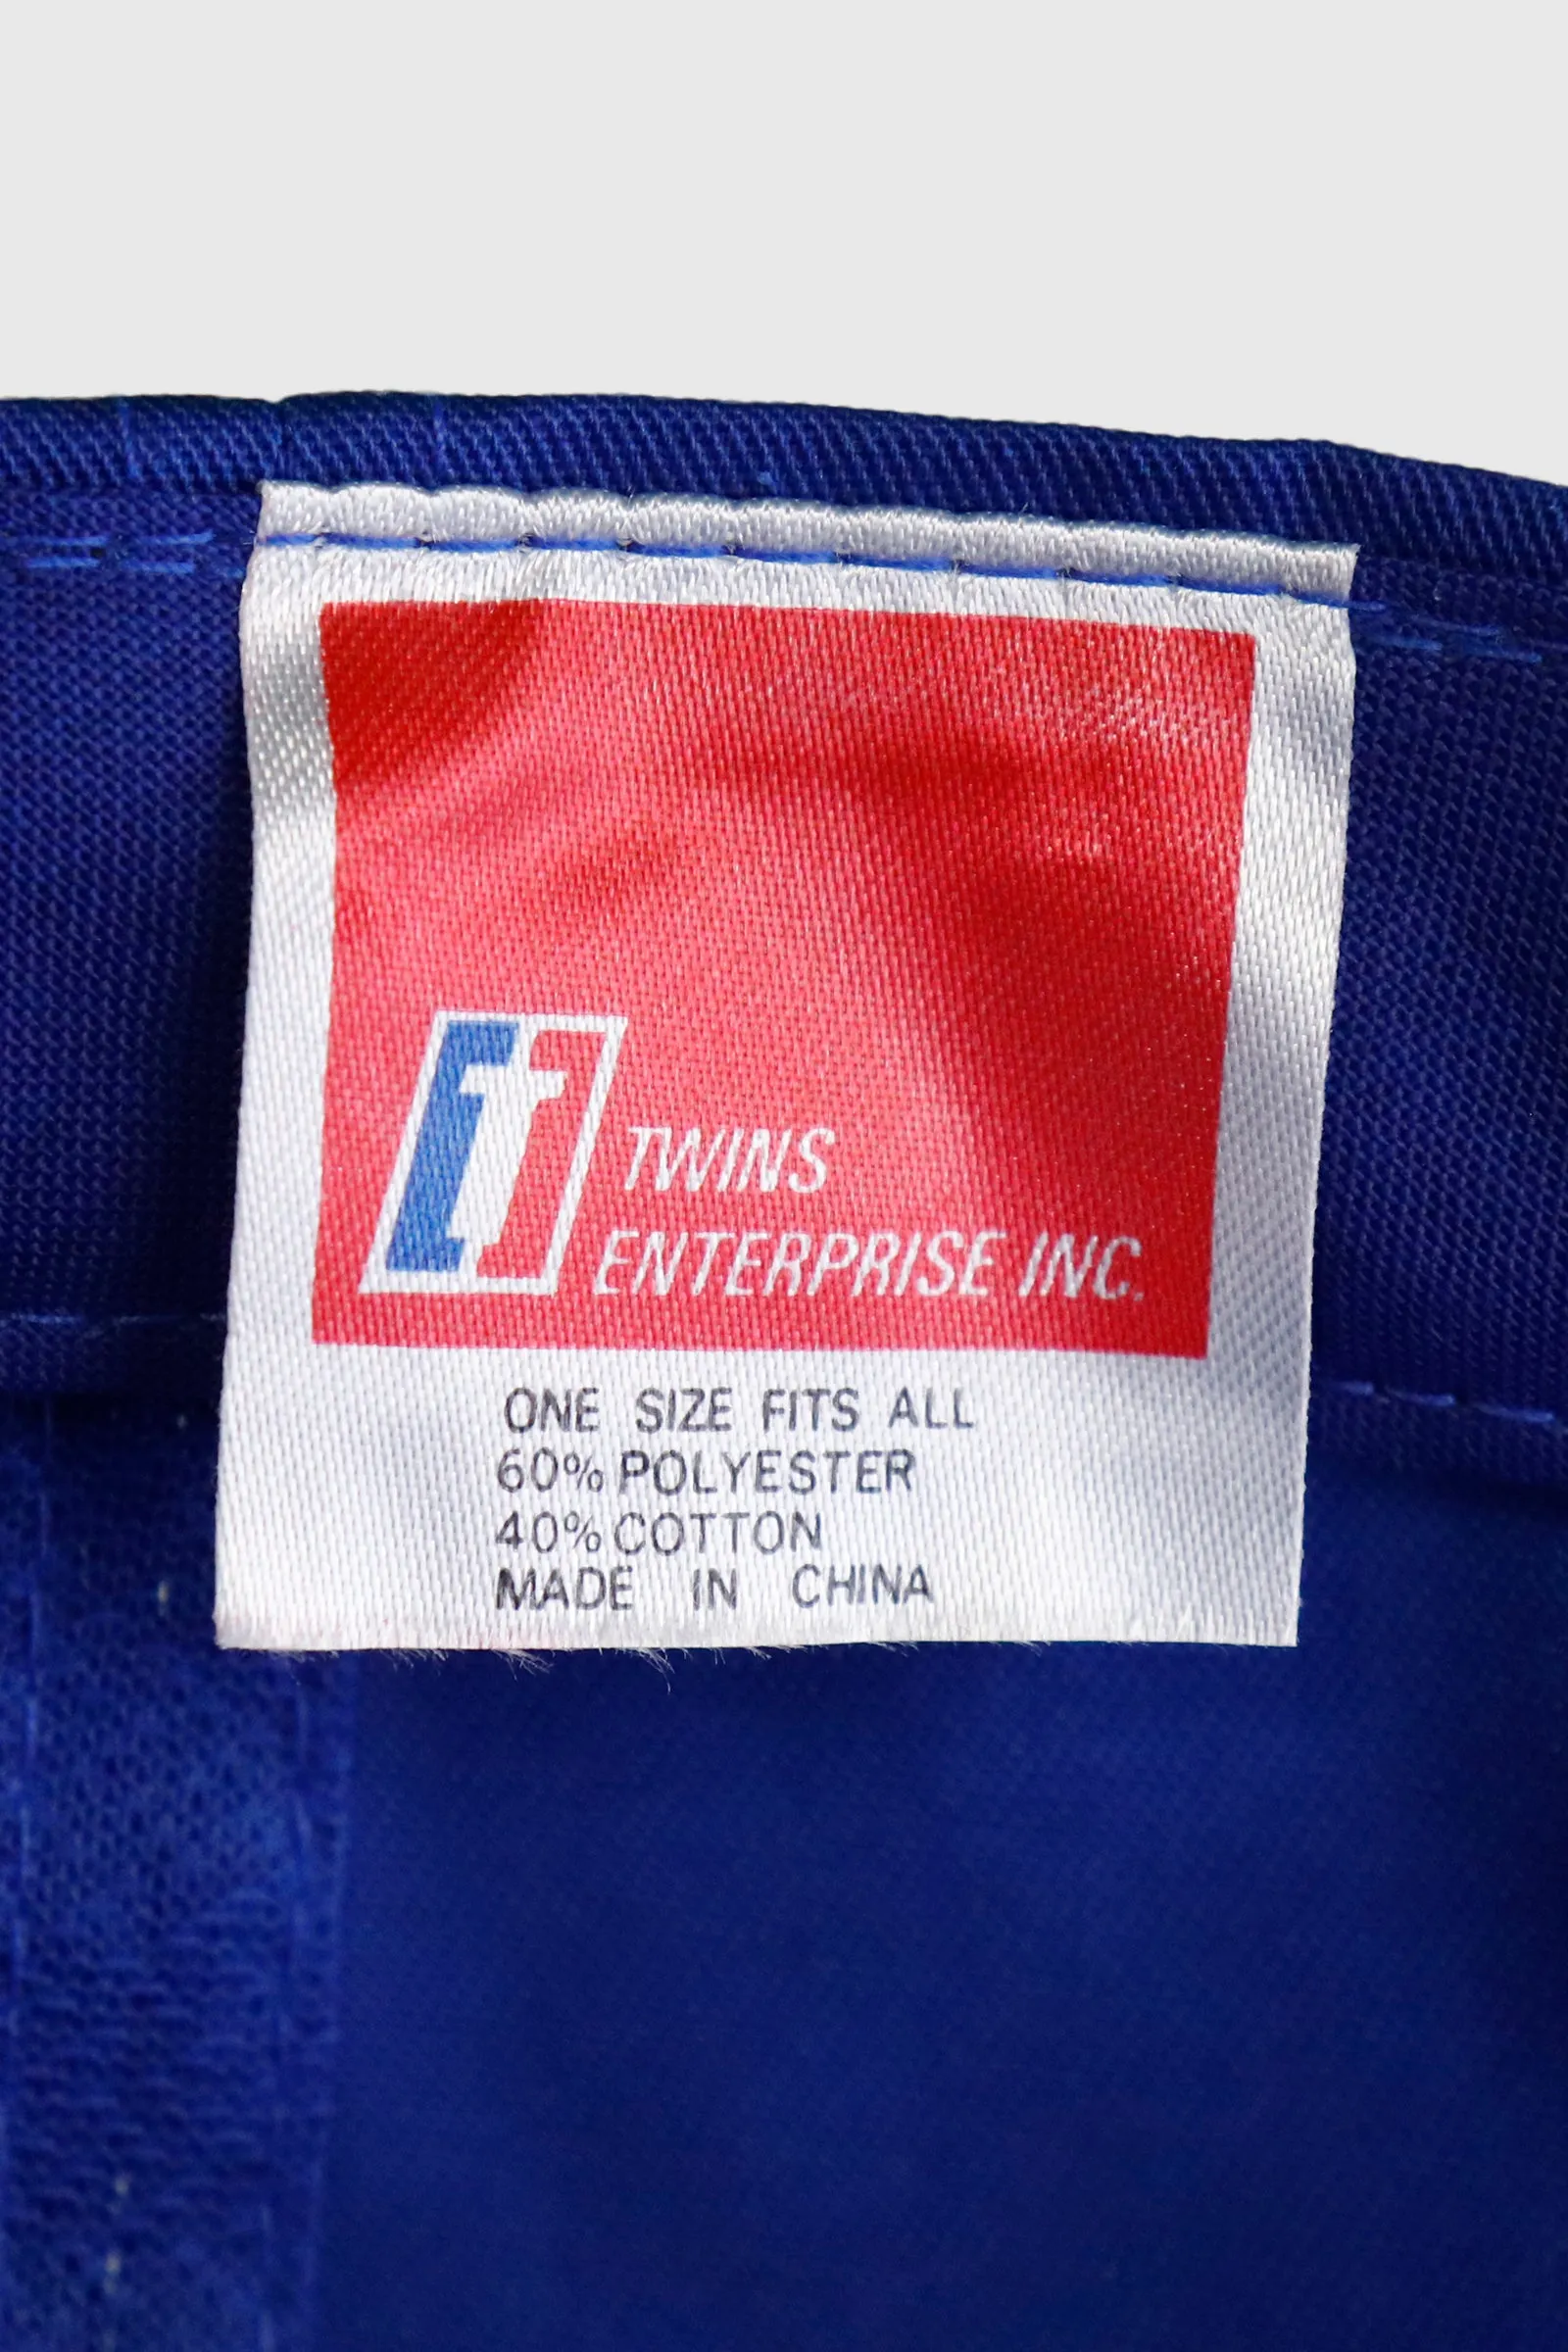 TWINS
ENTERPRISE INC.
ONE SIZE FITS ALL
60% POLYESTER
40% COTTON
MADE IN CHINA